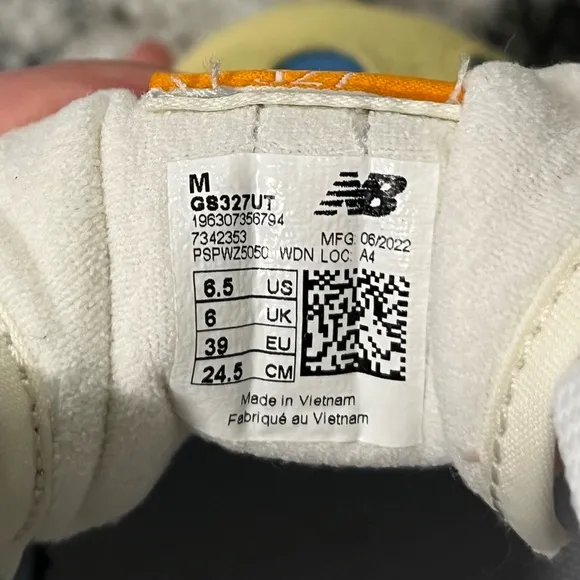 M
GS327UT
196307356794
7342353 MFG: 06/2022
PSPWZ5050 WDN LOC: A4
6.5 US
6 UK
39 EU
24.5 CM
NB
Made in Vietnam
Fabriqué au Vietnam